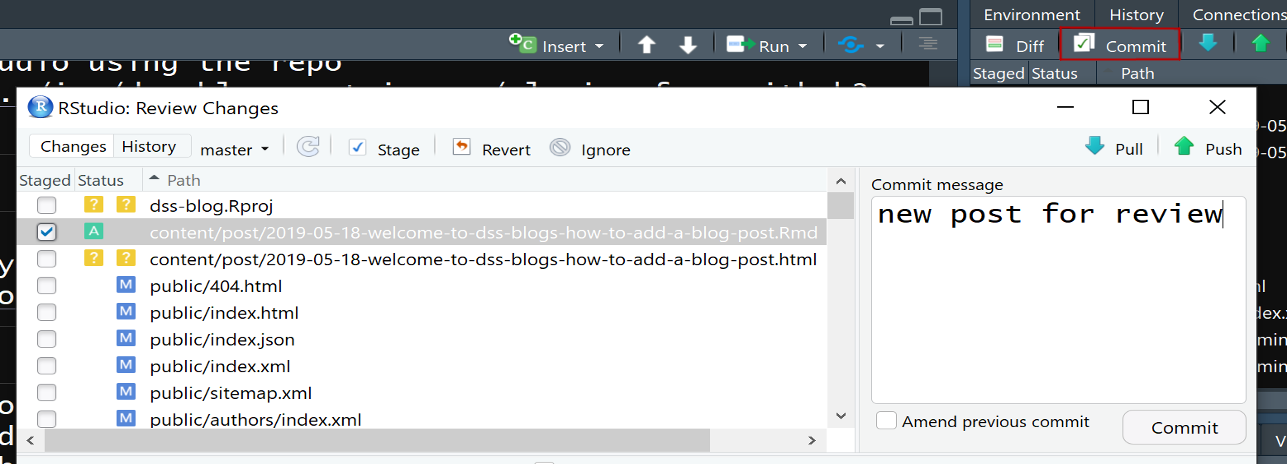 Environment History Connections
Insert Run Diff Commit
Staged Status Path
udio using the repo
RStudio: Review Changes
Changes History master Stage Revert Ignore Pull Push
Staged Status Path
Commit message
dss-blog.Rproj
new post for review
A content/post/2019-05-18-welcome-to-dss-blogs-how-to-add-a-blog-post.Rmd
? ? content/post/2019-05-18-welcome-to-dss-blogs-how-to-add-a-blog-post.html
M public/404.html
M public/index.html
M public/index.json
M public/index.xml
M public/sitemap.xml
M public/authors/index.xml
Amend previous commit
Commit